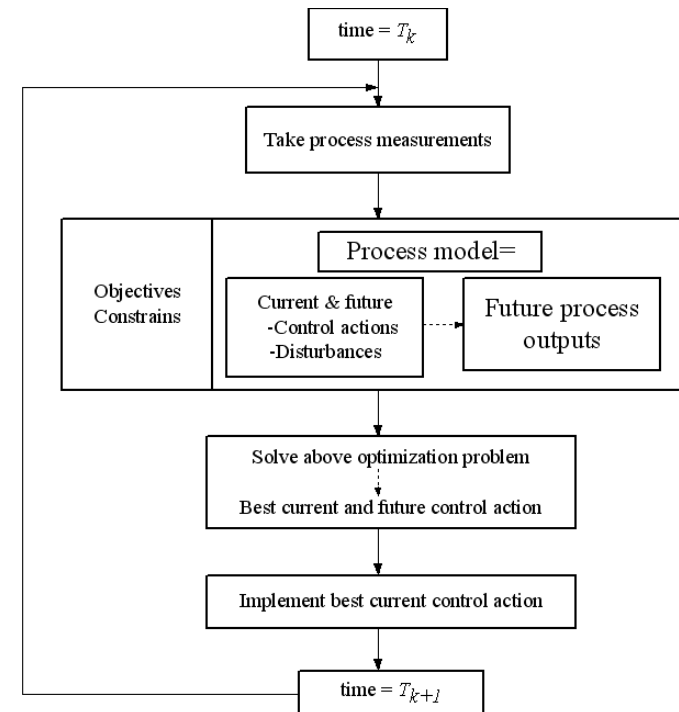 time = T_k
Take process measurements
Process model=
Objectives
Constrains
Current & future
-Control actions
-Disturbances
Future process
outputs
Solve above optimization problem
Best current and future control action
Implement best current control action
time = T_{k+1}